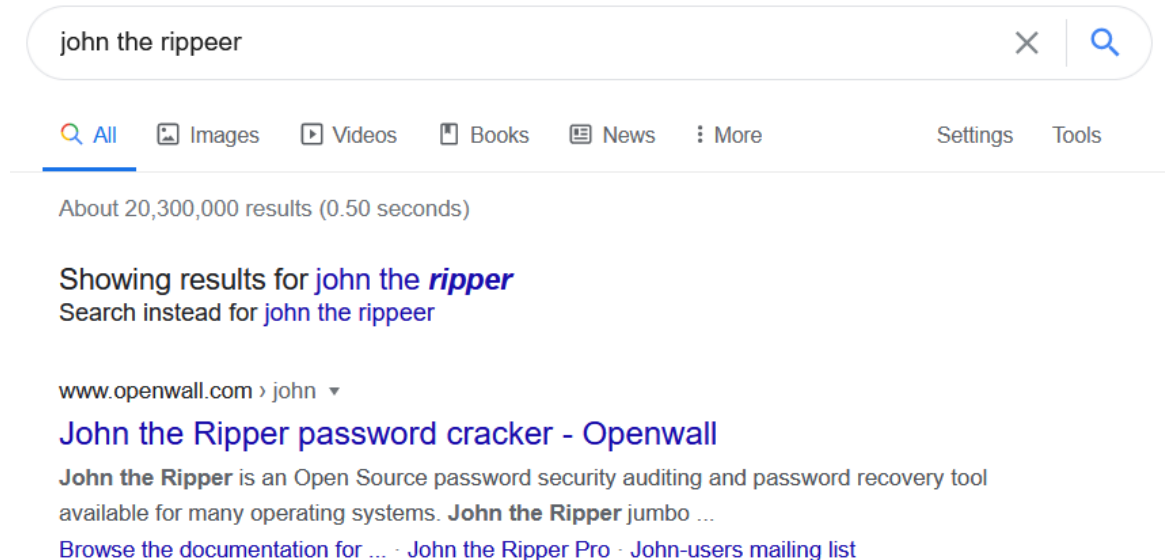 john the rippeer
All Images Videos Books News More Settings Tools
About 20,300,000 results (0.50 seconds)
Showing results for john the ripper
Search instead for john the rippeer
www.openwall.com › john
John the Ripper password cracker - Openwall
John the Ripper is an Open Source password security auditing and password recovery tool
available for many operating systems. John the Ripper jumbo ...
Browse the documentation for ... · John the Ripper Pro · John-users mailing list